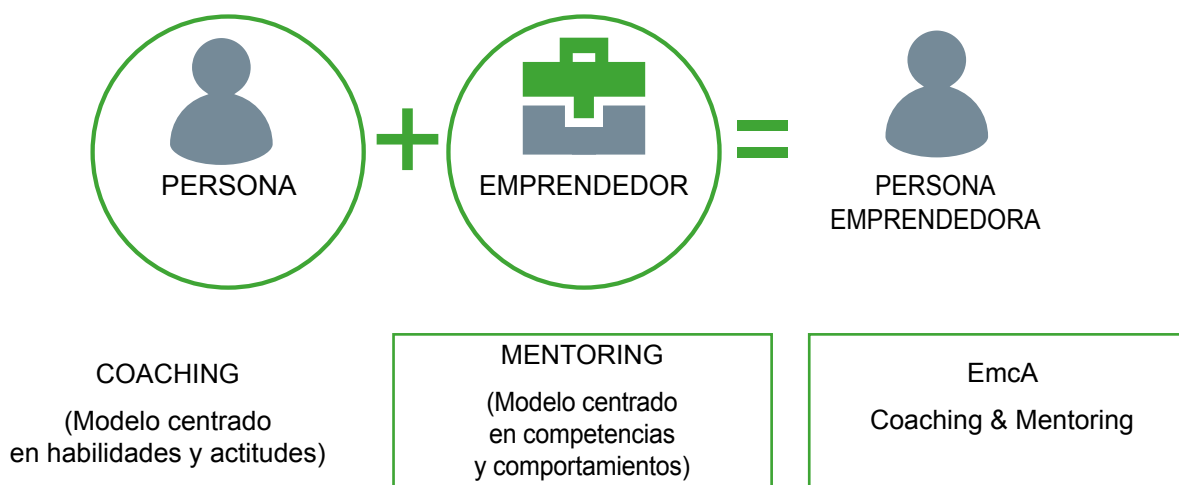 PERSONA
EMPRENDEDOR
PERSONA
EMPRENDEDORA
COACHING
(Modelo centrado
en habilidades y actitudes)
MENTORING
(Modelo centrado
en competencias
y comportamientos)
EmcA
Coaching & Mentoring